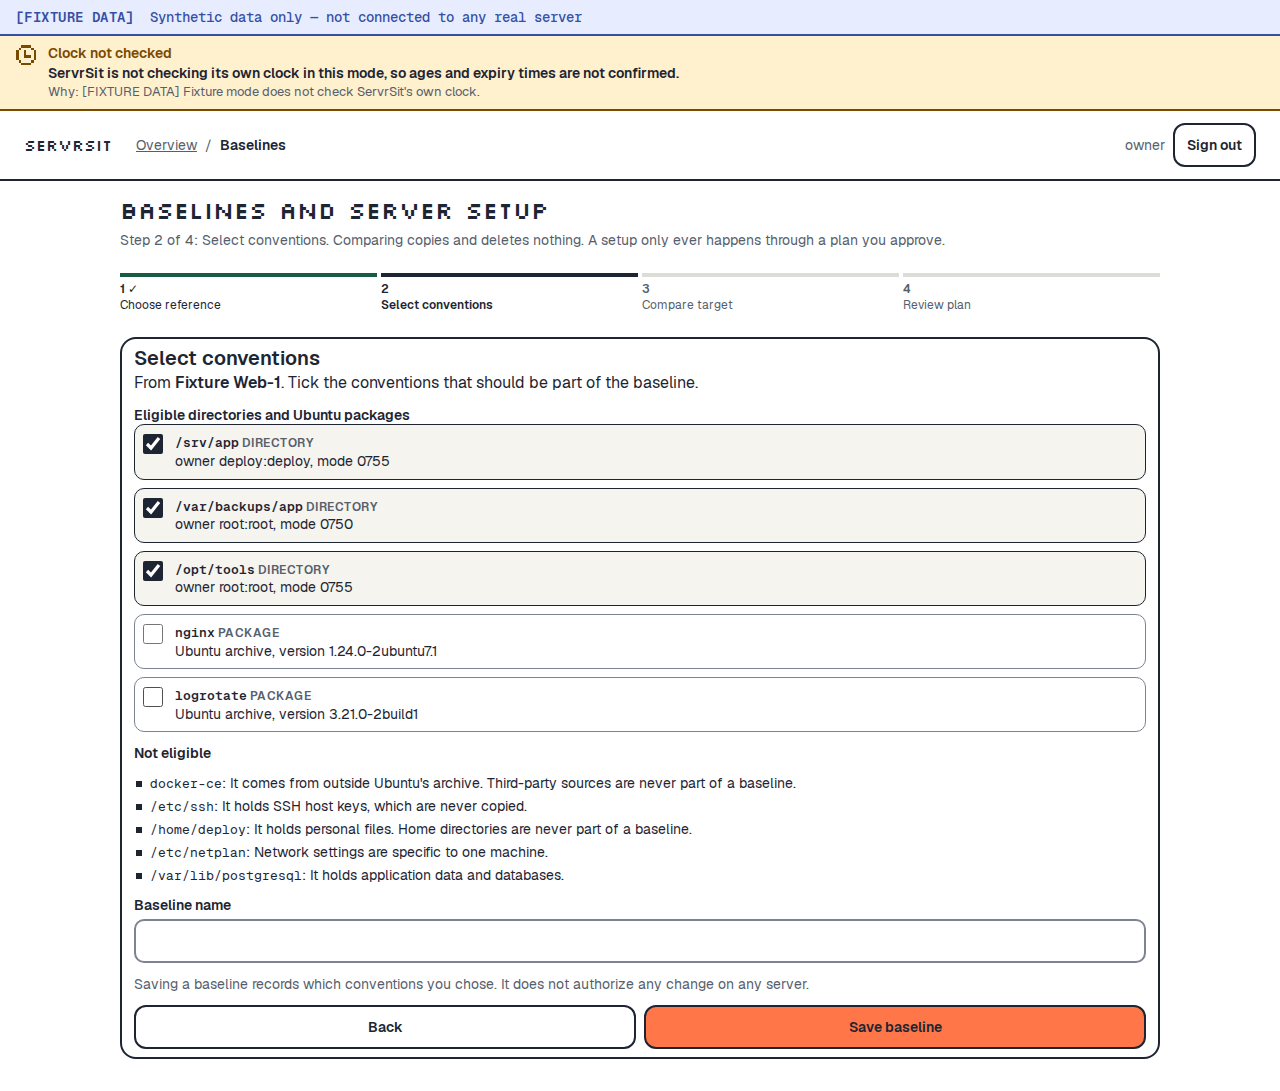 [FIXTURE DATA] Synthetic data only — not connected to any real server
Clock not checked
ServrSit is not checking its own clock in this mode, so ages and expiry times are not confirmed.
Why: [FIXTURE DATA] Fixture mode does not check ServrSit's own clock.
SERVRSIT Overview / Baselines owner Sign out
BASELINES AND SERVER SETUP
Step 2 of 4: Select conventions. Comparing copies and deletes nothing. A setup only ever happens through a plan you approve.
1 ✓ 2 3 4
Choose reference Select conventions Compare target Review plan
Select conventions
From Fixture Web-1. Tick the conventions that should be part of the baseline.
Eligible directories and Ubuntu packages
/srv/app DIRECTORY
owner deploy:deploy, mode 0755
/var/backups/app DIRECTORY
owner root:root, mode 0750
/opt/tools DIRECTORY
owner root:root, mode 0755
nginx PACKAGE
Ubuntu archive, version 1.24.0-2ubuntu7.1
logrotate PACKAGE
Ubuntu archive, version 3.21.0-2build1
Not eligible
docker-ce: It comes from outside Ubuntu's archive. Third-party sources are never part of a baseline.
/etc/ssh: It holds SSH host keys, which are never copied.
/home/deploy: It holds personal files. Home directories are never part of a baseline.
/etc/netplan: Network settings are specific to one machine.
/var/lib/postgresql: It holds application data and databases.
Baseline name
Saving a baseline records which conventions you chose. It does not authorize any change on any server.
Back Save baseline